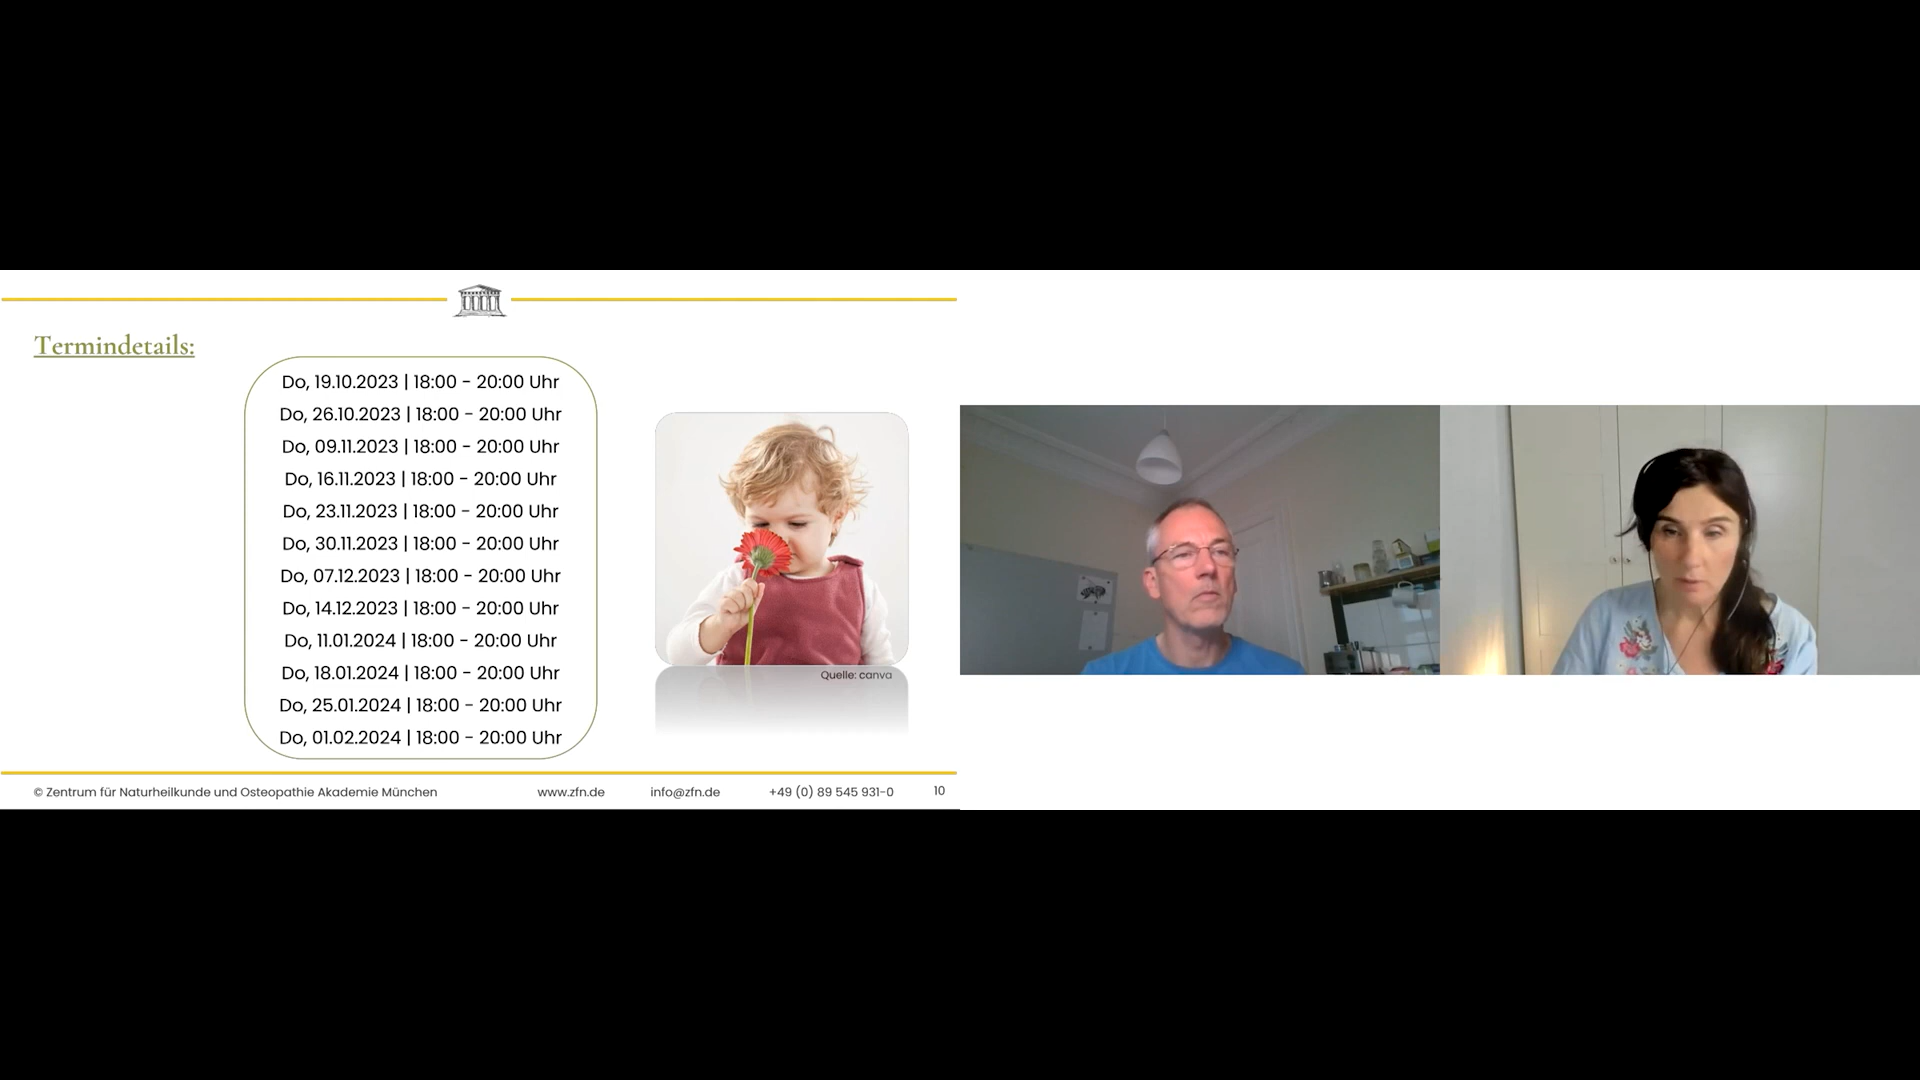 Termindetails:
Do, 19.10.2023 | 18:00 - 20:00 Uhr
Do, 26.10.2023 | 18:00 - 20:00 Uhr
Do, 09.11.2023 | 18:00 - 20:00 Uhr
Do, 16.11.2023 | 18:00 - 20:00 Uhr
Do, 23.11.2023 | 18:00 - 20:00 Uhr
Do, 30.11.2023 | 18:00 - 20:00 Uhr
Do, 07.12.2023 | 18:00 - 20:00 Uhr
Do, 14.12.2023 | 18:00 - 20:00 Uhr
Do, 11.01.2024 | 18:00 - 20:00 Uhr
Do, 18.01.2024 | 18:00 - 20:00 Uhr
Do, 25.01.2024 | 18:00 - 20:00 Uhr
Do, 01.02.2024 | 18:00 - 20:00 Uhr
Quelle: canva
© Zentrum für Naturheilkunde und Osteopathie Akademie München www.zfn.de info@zfn.de +49 (0) 89 545 931-0 10